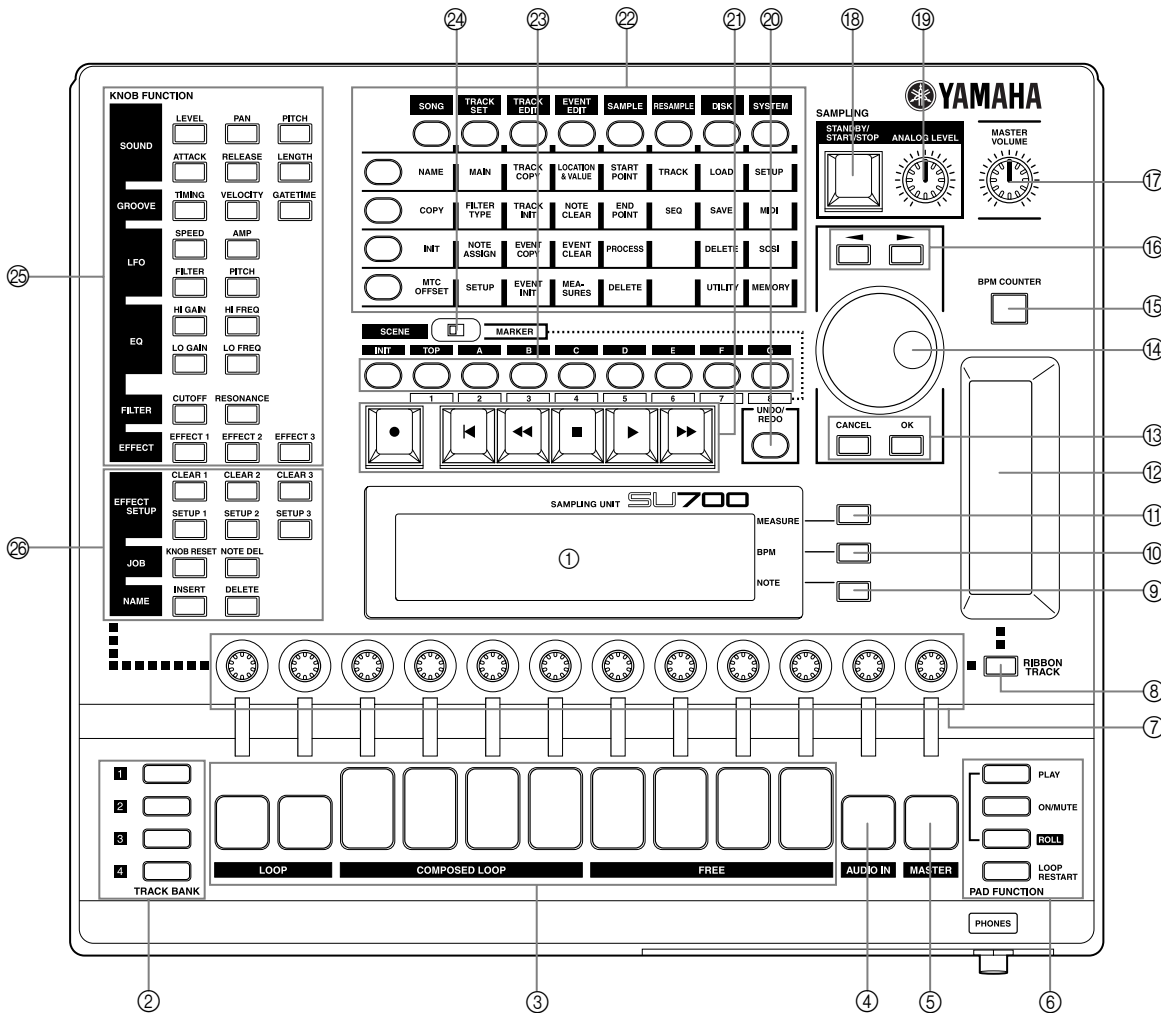 ㉔ ㉓ ㉒ ㉑ ⑳ ⑱ ⑲
KNOB FUNCTION
SOUND
LEVEL PAN PITCH
ATTACK RELEASE LENGTH
GROOVE
TIMING VELOCITY GATETIME
LFO
SPEED AMP
FILTER PITCH
EQ
HI GAIN HI FREQ
LO GAIN LO FREQ
FILTER
CUTOFF RESONANCE
EFFECT
EFFECT 1 EFFECT 2 EFFECT 3
㉕
EFFECT SETUP
CLEAR 1 CLEAR 2 CLEAR 3
SETUP 1 SETUP 2 SETUP 3
JOB
KNOB RESET NOTE DEL
NAME
INSERT DELETE
㉖
SONG TRACK SET TRACK EDIT EVENT EDIT SAMPLE RESAMPLE DISK SYSTEM
NAME MAIN TRACK COPY LOCATION & VALUE START POINT TRACK LOAD SETUP
COPY FILTER TYPE TRACK INIT NOTE CLEAR END POINT SEQ SAVE MIDI
INIT NOTE ASSIGN EVENT COPY EVENT CLEAR PROCESS DELETE SCSI
MTC OFFSET SETUP EVENT INIT MEA-SURES DELETE UTILITY MEMORY
SCENE MARKER
INIT TOP A B C D E F G
1 2 3 4 5 6 7 8
UNDO/
REDO
YAMAHA
SAMPLING
STANDBY/
START/STOP
ANALOG LEVEL
MASTER
VOLUME
⑰
⑯
BPM COUNTER
⑮
⑭
CANCEL OK
⑬
⑫
SAMPLING UNIT SU700
①
MEASURE
⑪
BPM
⑩
NOTE
⑨
RIBBON
TRACK
⑧
⑦
1
2
3
4
TRACK BANK
LOOP COMPOSED LOOP FREE AUDIO IN MASTER
PLAY
ON/MUTE
ROLL
LOOP
RESTART
PAD FUNCTION
PHONES
② ③ ④ ⑤ ⑥